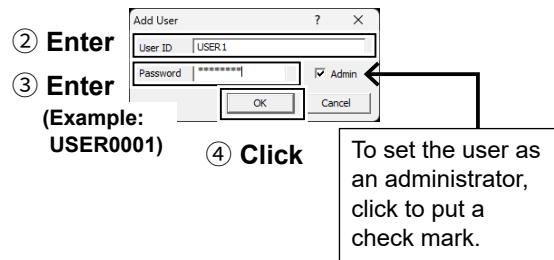 Add User ? ×
② Enter
User ID USER1
③ Enter
Password ********
Admin
(Example:
USER0001)
OK Cancel
④ Click
To set the user as
an administrator,
click to put a
check mark.